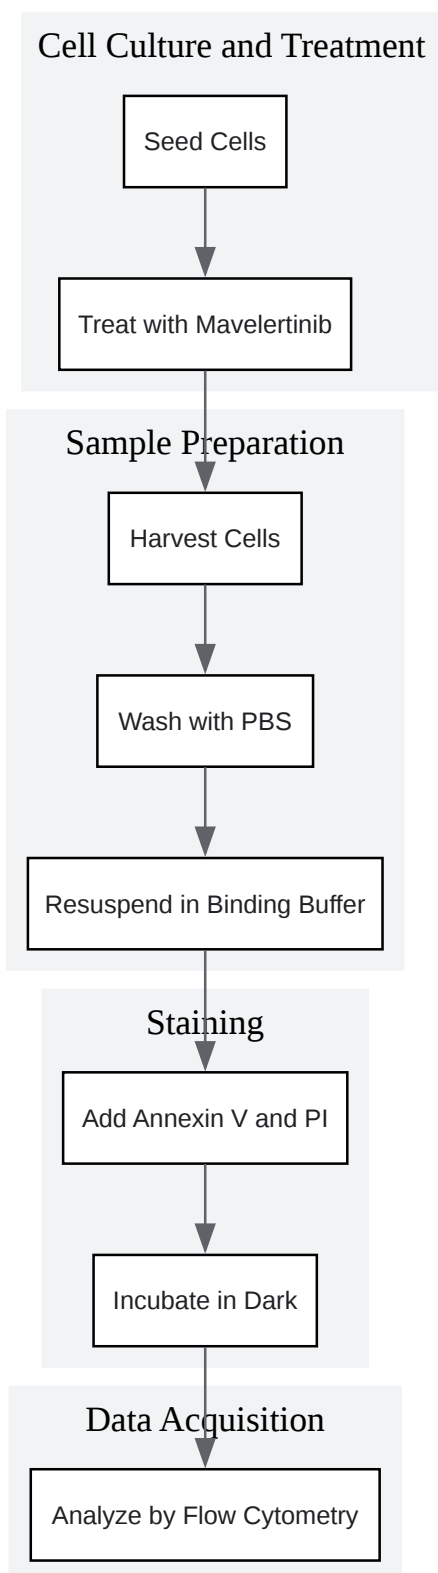 Cell Culture and Treatment
Seed Cells
Treat with Mavelertinib
Sample Preparation
Harvest Cells
Wash with PBS
Resuspend in Binding Buffer
Staining
Add Annexin V and PI
Incubate in Dark
Data Acquisition
Analyze by Flow Cytometry